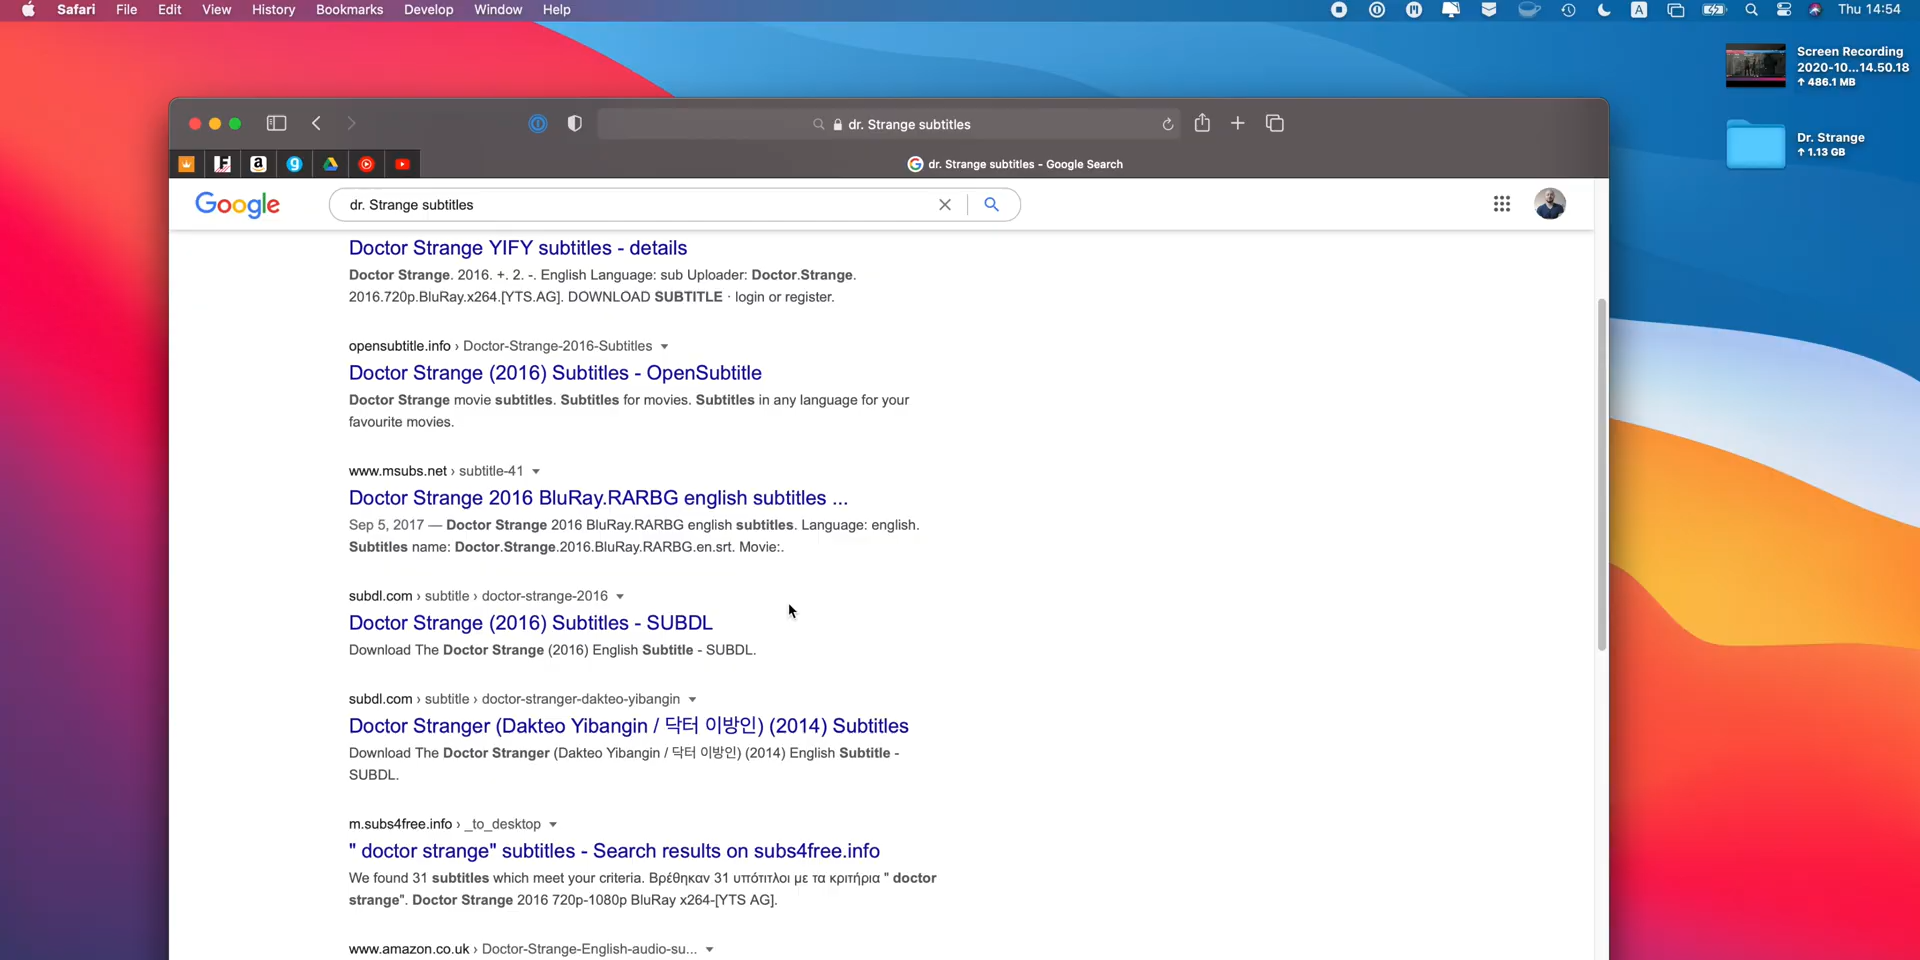 Safari File Edit View History Bookmarks Develop Window Help
A
Thu 14:54
Screen Recording
2020-10...14.50.18
↑ 486.1 MB
Dr. Strange
↑ 1.13 GB
dr. Strange subtitles
dr. Strange subtitles - Google Search
Google
dr. Strange subtitles
Doctor Strange YIFY subtitles - details
Doctor Strange. 2016. +. 2. -. English Language: sub Uploader: Doctor.Strange.
2016.720p.BluRay.x264.[YTS.AG]. DOWNLOAD SUBTITLE · login or register.
opensubtitle.info › Doctor-Strange-2016-Subtitles
Doctor Strange (2016) Subtitles - OpenSubtitle
Doctor Strange movie subtitles. Subtitles for movies. Subtitles in any language for your
favourite movies.
www.msubs.net › subtitle-41
Doctor Strange 2016 BluRay.RARBG english subtitles ...
Sep 5, 2017 — Doctor Strange 2016 BluRay.RARBG english subtitles. Language: english.
Subtitles name: Doctor.Strange.2016.BluRay.RARBG.en.srt. Movie:.
subdl.com › subtitle › doctor-strange-2016
Doctor Strange (2016) Subtitles - SUBDL
Download The Doctor Strange (2016) English Subtitle - SUBDL.
subdl.com › subtitle › doctor-stranger-dakteo-yibangin
Doctor Stranger (Dakteo Yibangin / 닥터 이방인) (2014) Subtitles
Download The Doctor Stranger (Dakteo Yibangin / 닥터 이방인) (2014) English Subtitle -
SUBDL.
m.subs4free.info › _to_desktop
" doctor strange" subtitles - Search results on subs4free.info
We found 31 subtitles which meet your criteria. Βρέθηκαν 31 υπότιτλοι με τα κριτήρια " doctor
strange". Doctor Strange 2016 720p-1080p BluRay x264-[YTS AG].
www.amazon.co.uk › Doctor-Strange-English-audio-su...